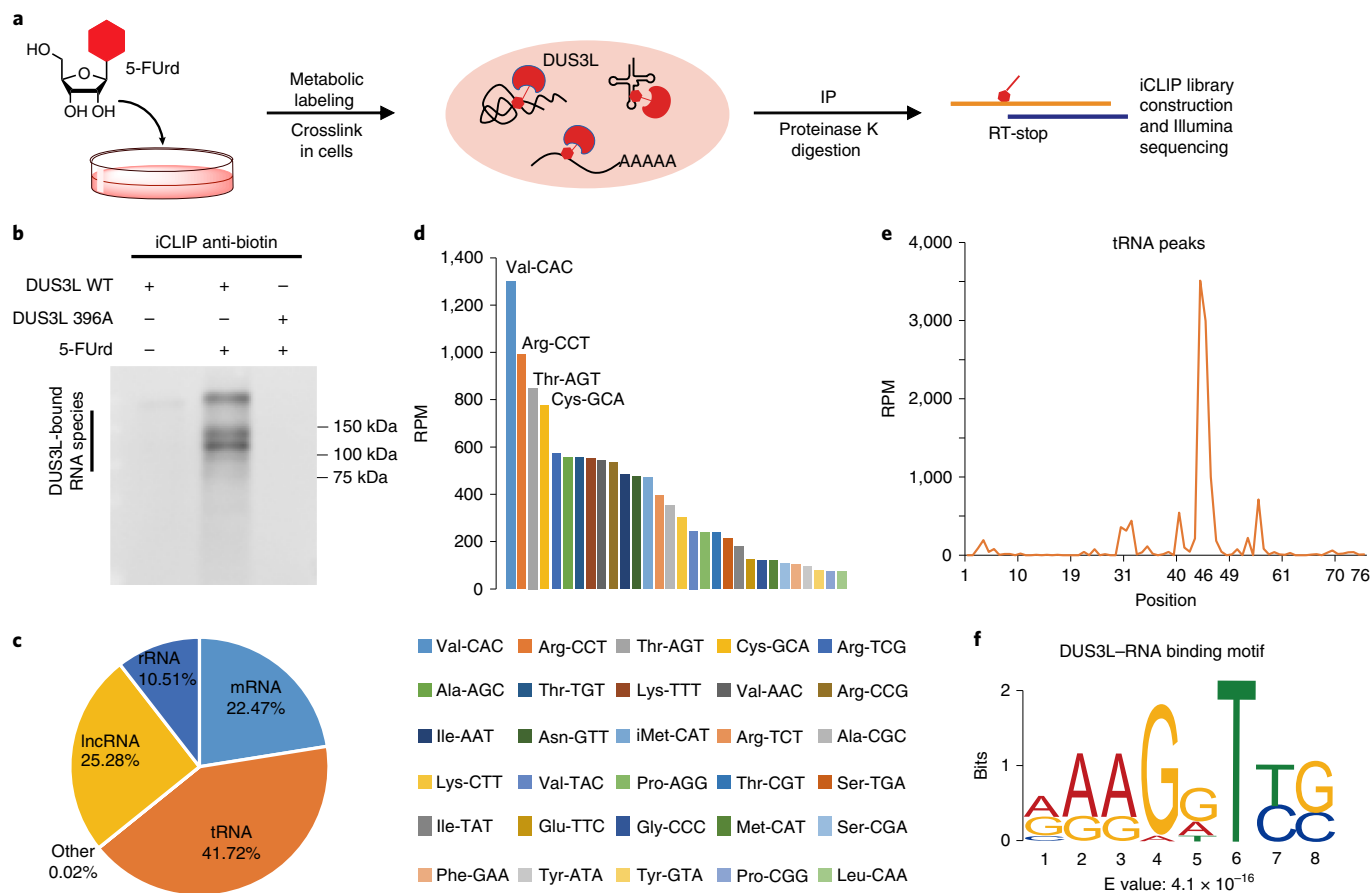 a
HO
O
OH OH
5-FUrd
Metabolic
labeling
Crosslink
in cells
DUS3L
AAAAA
IP
Proteinase K
digestion
RT-stop
iCLIP library
construction
and Illumina
sequencing
b
iCLIP anti-biotin
DUS3L WT + + –
DUS3L 396A – – +
5-FUrd – + +
DUS3L-bound
RNA species
150 kDa
100 kDa
75 kDa
c
rRNA
10.51%
mRNA
22.47%
lncRNA
25.28%
tRNA
41.72%
Other
0.02%
d
1,400
1,200
1,000
800
600
400
200
0
RPM
Val-CAC
Arg-CCT
Thr-AGT
Cys-GCA
Val-CAC Arg-CCT Thr-AGT Cys-GCA Arg-TCG
Ala-AGC Thr-TGT Lys-TTT Val-AAC Arg-CCG
Ile-AAT Asn-GTT iMet-CAT Arg-TCT Ala-CGC
Lys-CTT Val-TAC Pro-AGG Thr-CGT Ser-TGA
Ile-TAT Glu-TTC Gly-CCC Met-CAT Ser-CGA
Phe-GAA Tyr-ATA Tyr-GTA Pro-CGG Leu-CAA
e
tRNA peaks
4,000
3,000
2,000
1,000
0
RPM
1 10 19 31 40 46 49 61 70 76
Position
f
DUS3L–RNA binding motif
2
1
0
Bits
A A A G G T T G
G G G A A C C
C T
1 2 3 4 5 6 7 8
E value: 4.1 × 10⁻¹⁶